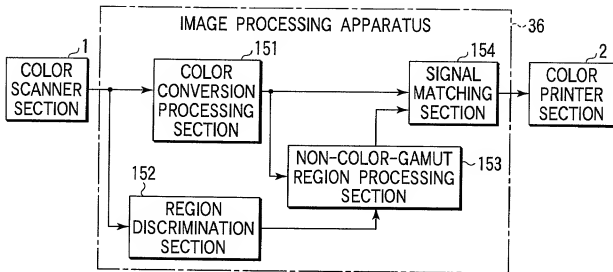 IMAGE PROCESSING APPARATUS
36
1
COLOR
SCANNER
SECTION
151
COLOR
CONVERSION
PROCESSING
SECTION
154
SIGNAL
MATCHING
SECTION
2
COLOR
PRINTER
SECTION
NON-COLOR-GAMUT
REGION PROCESSING
SECTION
153
152
REGION
DISCRIMINATION
SECTION